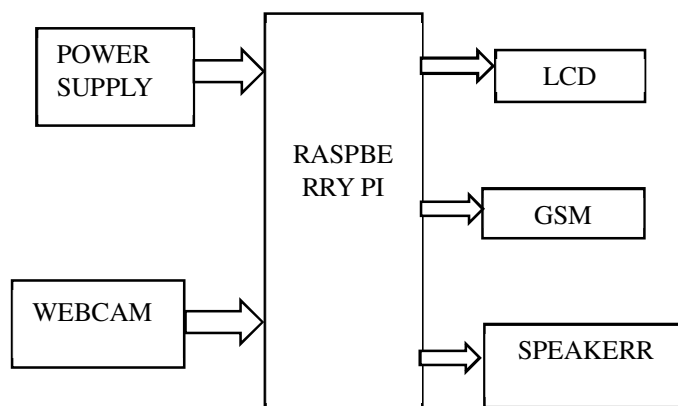 POWER
SUPPLY
LCD
RASPBE
RRY PI
GSM
WEBCAM
SPEAKERR